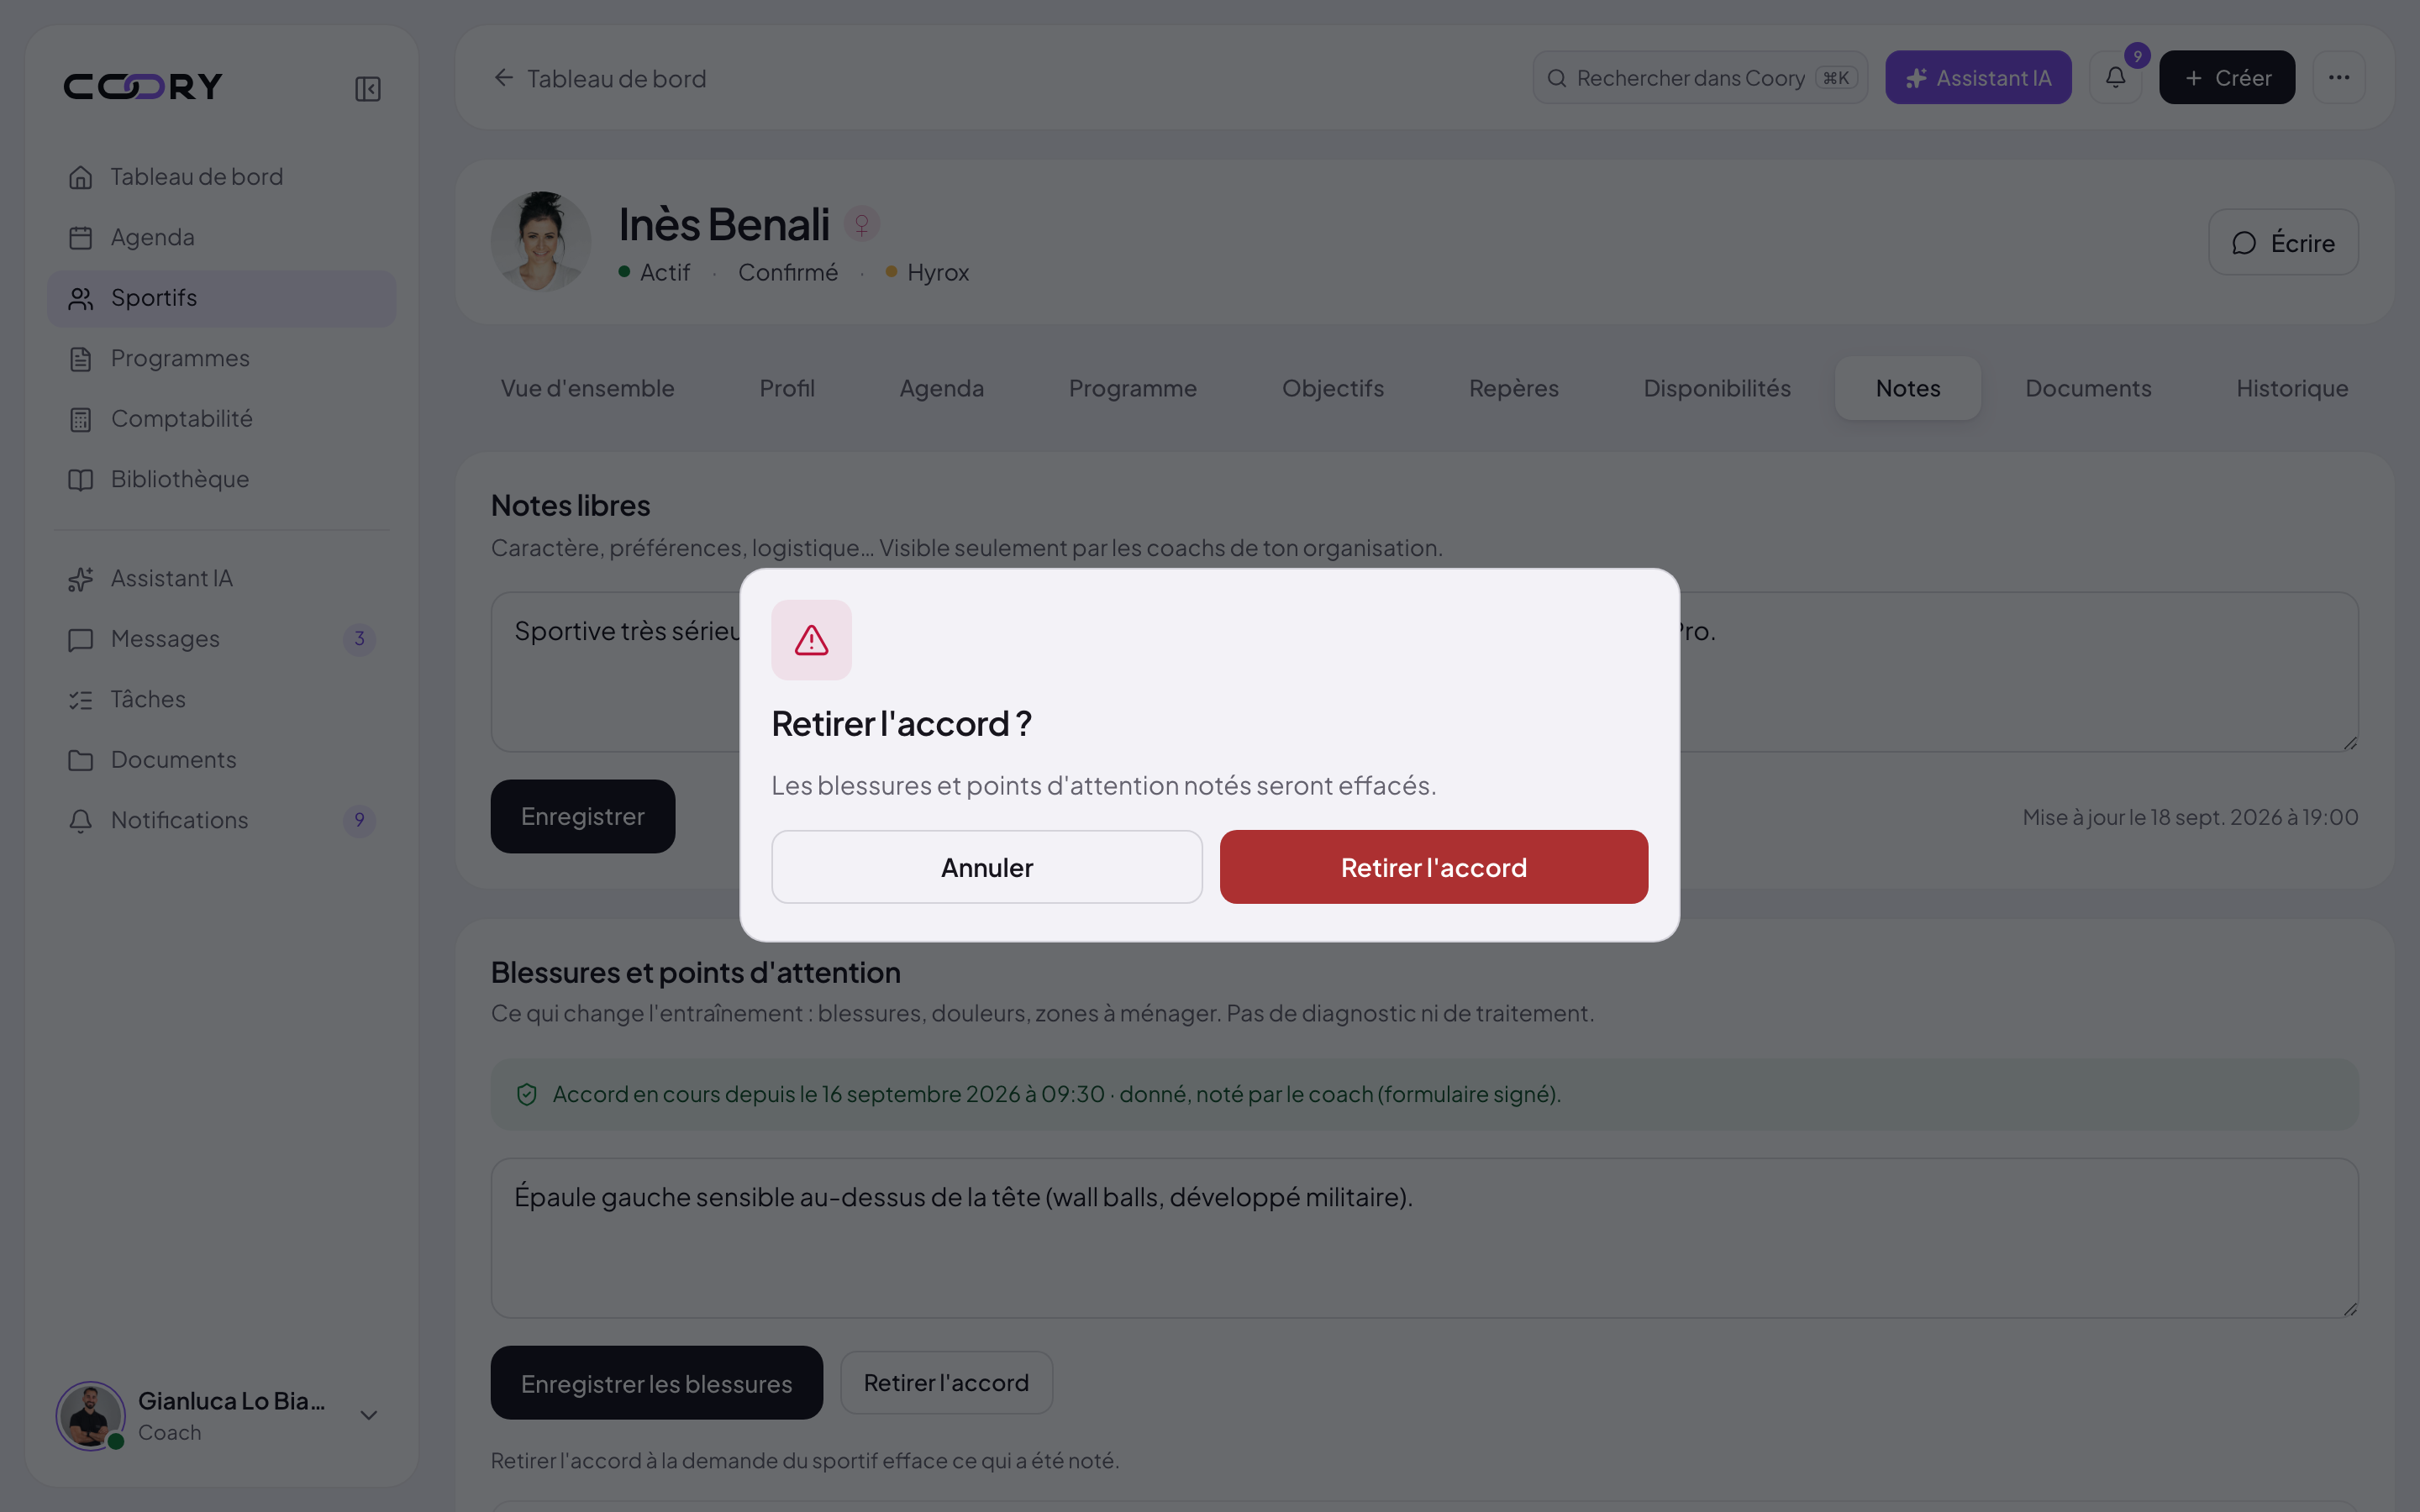 COORY
Tableau de bord
Agenda
Sportifs
Programmes
Comptabilité
Bibliothèque
Assistant IA
Messages 3
Tâches
Documents
Notifications 9
Gianluca Lo Bia...
Coach
Tableau de bord
Rechercher dans Coory ⌘K
Assistant IA
9
Créer
Inès Benali
Actif · Confirmé · Hyrox
Écrire
Vue d'ensemble Profil Agenda Programme Objectifs Repères Disponibilités Notes Documents Historique
Notes libres
Caractère, préférences, logistique... Visible seulement par les coachs de ton organisation.
Sportive très
Enregistrer
Mise à jour le 18 sept. 2026 à 19:00
Retirer l'accord ?
Les blessures et points d'attention notés seront effacés.
Annuler
Retirer l'accord
Blessures et points d'attention
Ce qui change l'entraînement : blessures, douleurs, zones à ménager. Pas de diagnostic ni de traitement.
Accord en cours depuis le 16 septembre 2026 à 09:30 · donné, noté par le coach (formulaire signé).
Épaule gauche sensible au-dessus de la tête (wall balls, développé militaire).
Enregistrer les blessures
Retirer l'accord
Retirer l'accord à la demande du sportif efface ce qui a été noté.